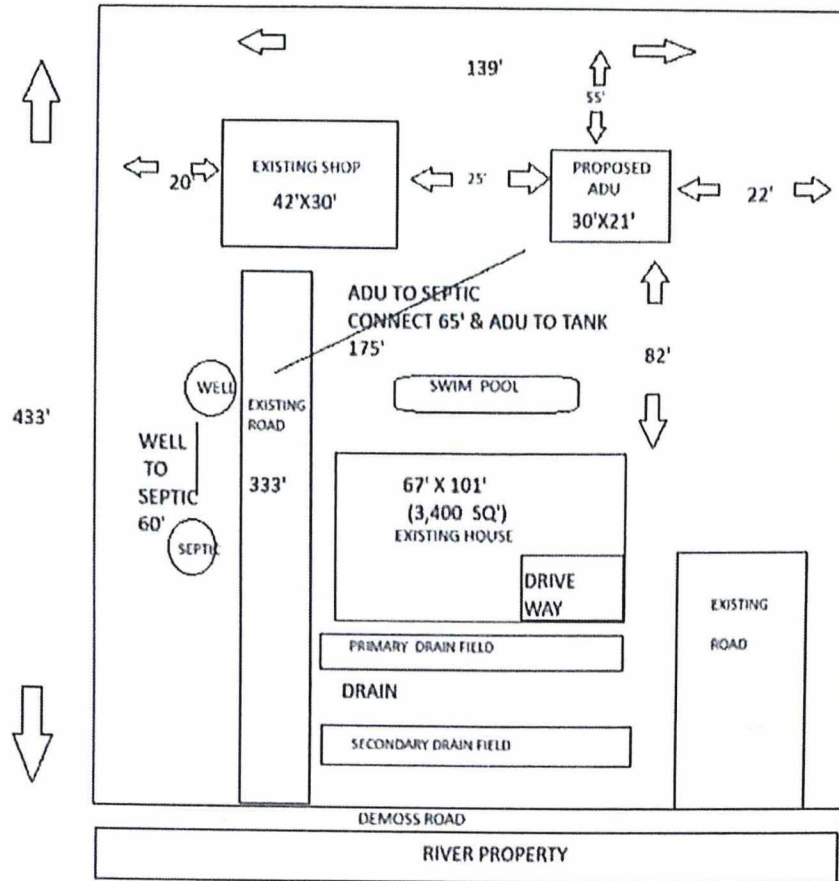 139'
55'
EXISTING SHOP
42'X30'
20'
25'
PROPOSED
ADU
30'X21'
22'
ADU TO SEPTIC
CONNECT 65' & ADU TO TANK
175'
82'
WELL
EXISTING
ROAD
333'
SWIM POOL
433'
WELL
TO
SEPTIC
60'
SEPTIC
67' X 101'
(3,400 SQ')
EXISTING HOUSE
DRIVE
WAY
EXISTING
ROAD
PRIMARY DRAIN FIELD
DRAIN
SECONDARY DRAIN FIELD
DEMOSS ROAD
RIVER PROPERTY